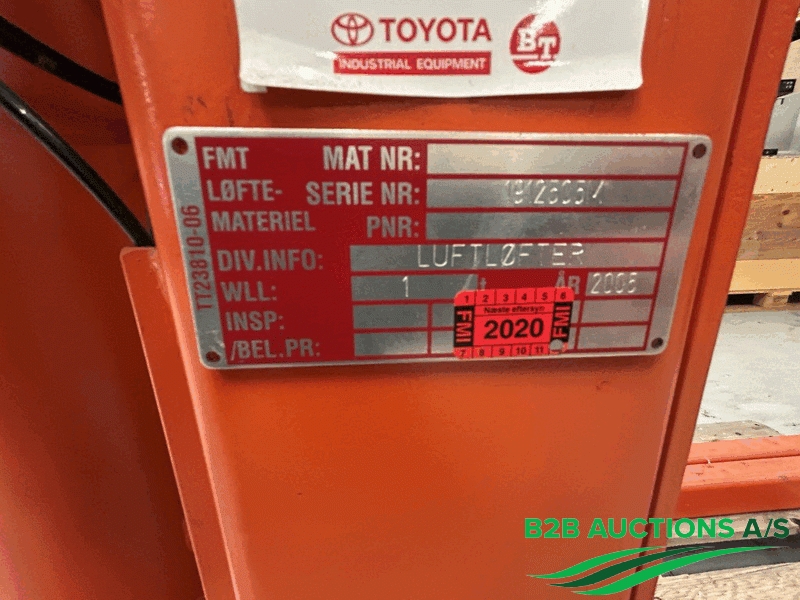 TOYOTA
INDUSTRIAL EQUIPMENT
BT
TT23810-06
FMT MAT NR:
LØFTE- SERIE NR:
MATERIEL PNR:
DIV.INFO: LUFTLØFTER
WLL: 1 t ÅR
INSP:
/BEL.PR:
1 2 3 4 5 6
Næste eftersyn
FMI 2020 FMI
7 8 9 10 11
B2B AUCTIONS A/S